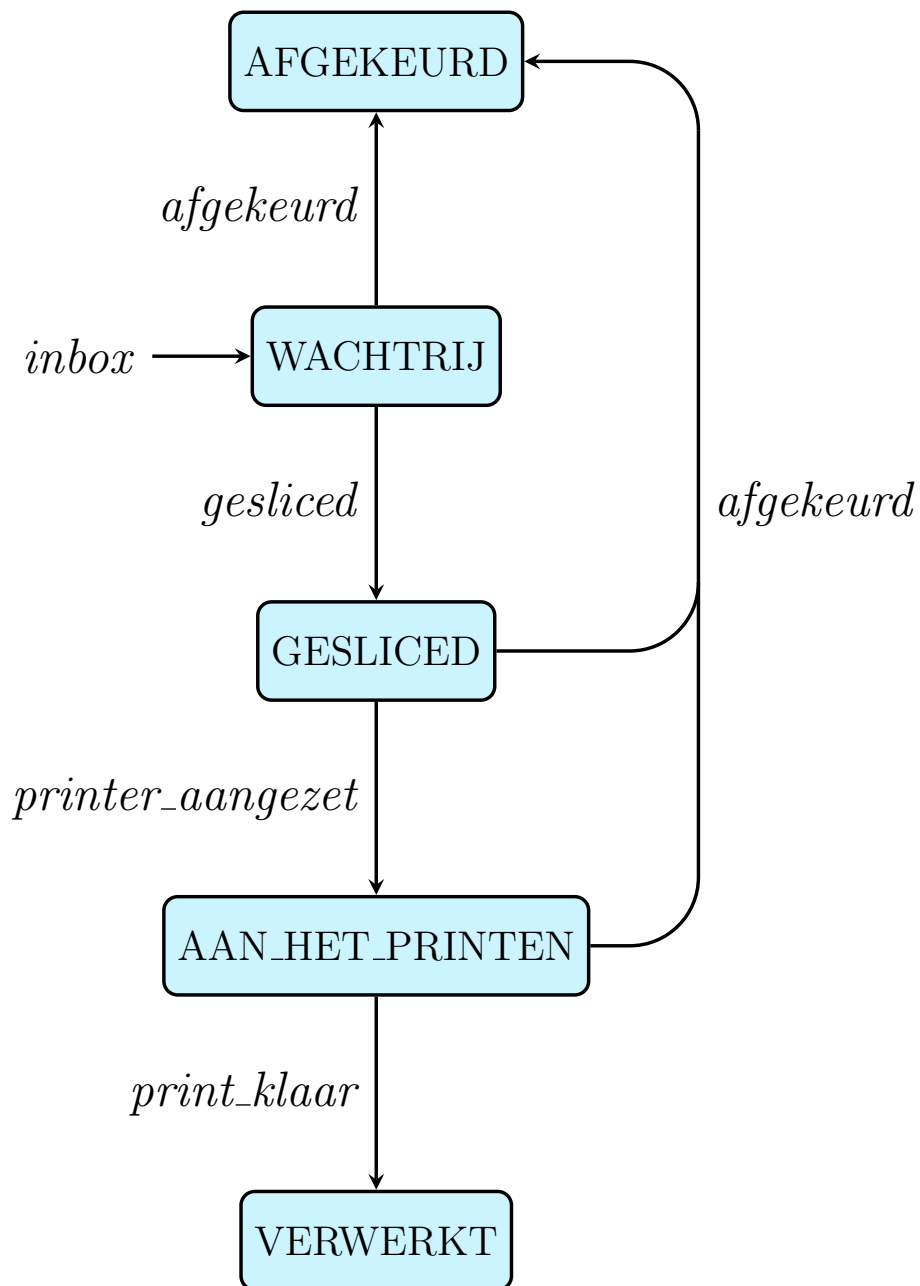 AFGEKEURD
afgekeurd
inbox
WACHTRIJ
gesliced
afgekeurd
GESLICED
printer_aangezet
AAN_HET_PRINTEN
print_klaar
VERWERKT